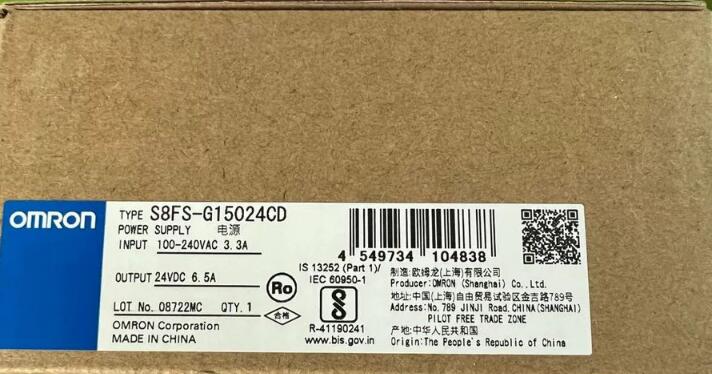 OMRON
TYPE S8FS-G15024CD
POWER SUPPLY 电源
INPUT 100-240VAC 3.3A
OUTPUT 24VDC 6.5A
LOT No. 08722MC QTY. 1
OMRON Corporation
MADE IN CHINA
4 549734 104838
IS 13252 (Part 1)/
IEC 60950-1
R-41190241
www.bis.gov.in
Ro
合格
制造: 欧姆龙(上海)有限公司
Producer: OMRON (Shanghai) Co., Ltd.
地址: 中国(上海)自由贸易试验区金吉路789号
Address: No. 789 JINJI Road, CHINA (SHANGHAI)
PILOT FREE TRADE ZONE
产地: 中华人民共和国
Origin: The People's Republic of China